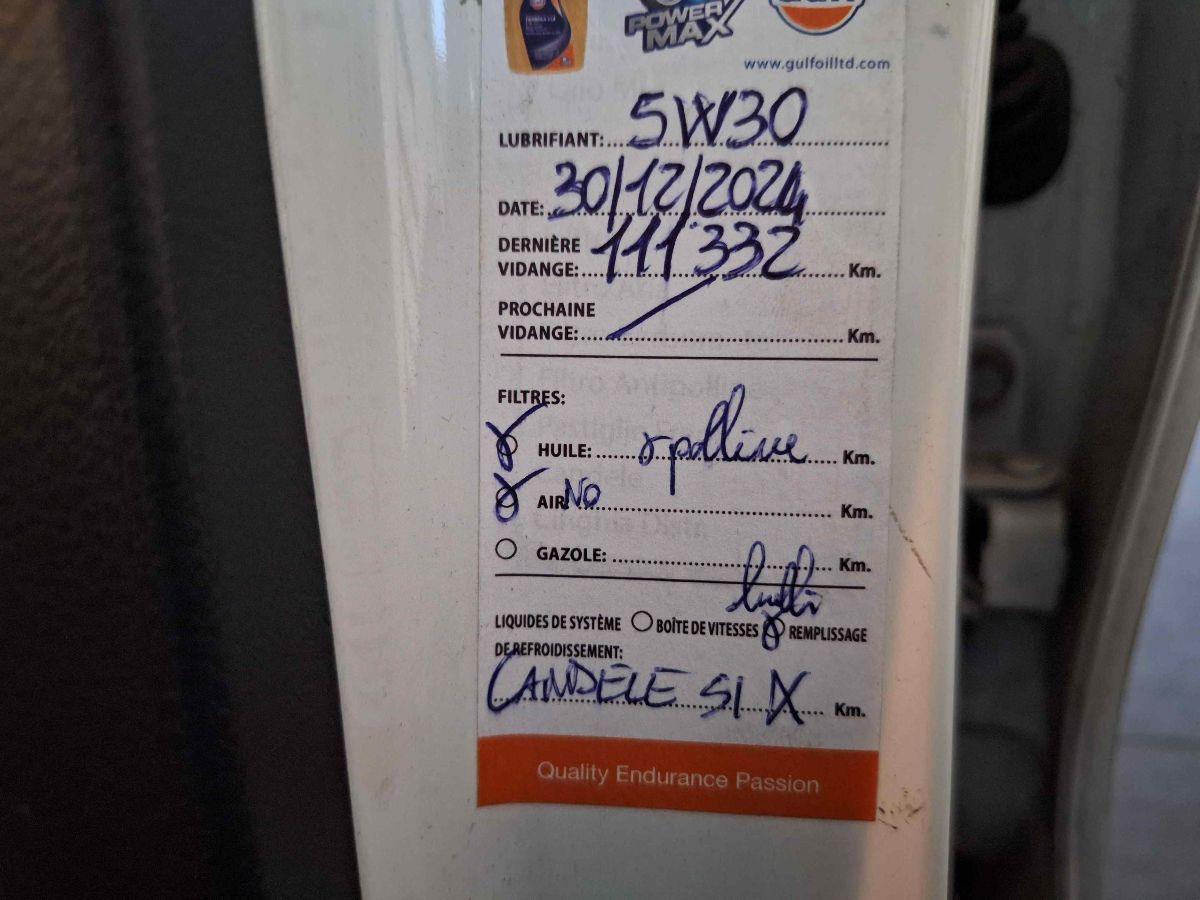 POWER
MAX
www.gulfoilltd.com
LUBRIFIANT: 5W30
DATE: 30/12/2024
DERNIÈRE
VIDANGE: 111 332 Km.
PROCHAINE
VIDANGE: Km.
FILTRES:
HUILE: polline Km.
AIR No Km.
GAZOLE: Km.
LIQUIDES DE SYSTÈME BOÎTE DE VITESSES REMPLISSAGE
DE REFROIDISSEMENT:
CANDELE SI X Km.
Quality Endurance Passion